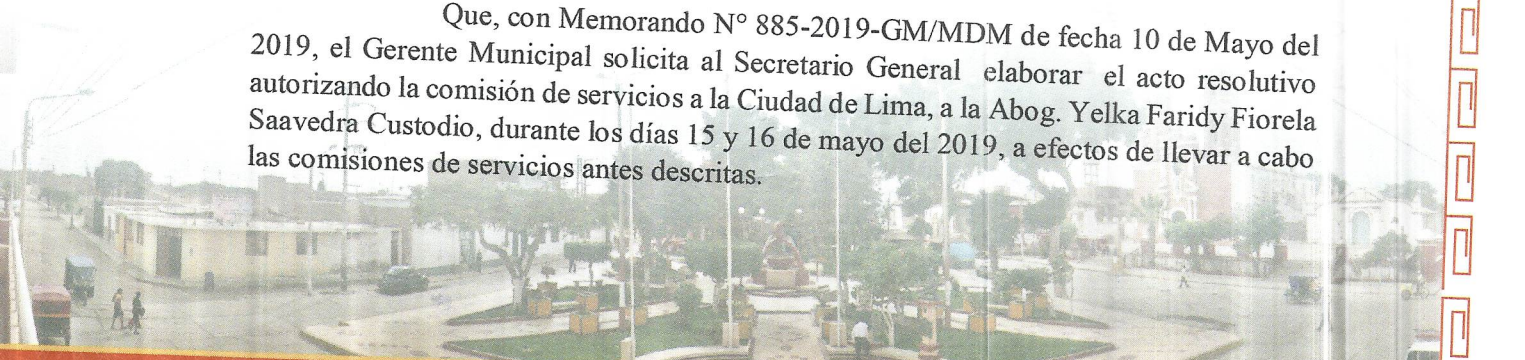 Que, con Memorando N° 885-2019-GM/MDM de fecha 10 de Mayo del
2019, el Gerente Municipal solicita al Secretario General elaborar el acto resolutivo
autorizando la comisión de servicios a la Ciudad de Lima, a la Abog. Yelka Faridy Fiorela
Saavedra Custodio, durante los días 15 y 16 de mayo del 2019, a efectos de llevar a cabo
las comisiones de servicios antes descritas.